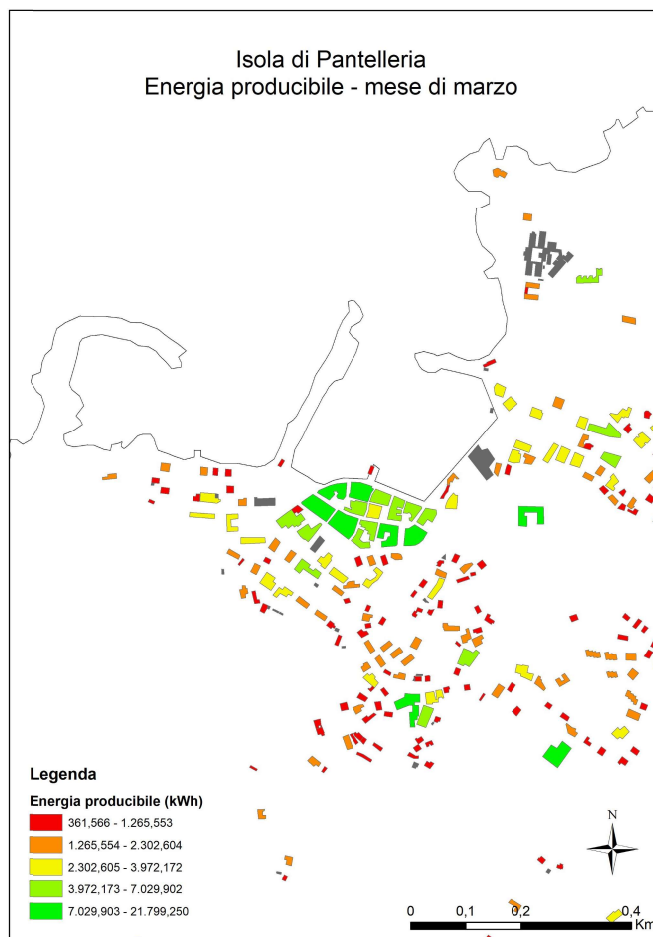 Isola di Pantelleria
Energia producibile - mese di marzo
Legenda
Energia producibile (kWh)
361,566 - 1.265,553
1.265,554 - 2.302,604
2.302,605 - 3.972,172
3.972,173 - 7.029,902
7.029,903 - 21.799,250
N
0 0,1 0,2 0,4
Km